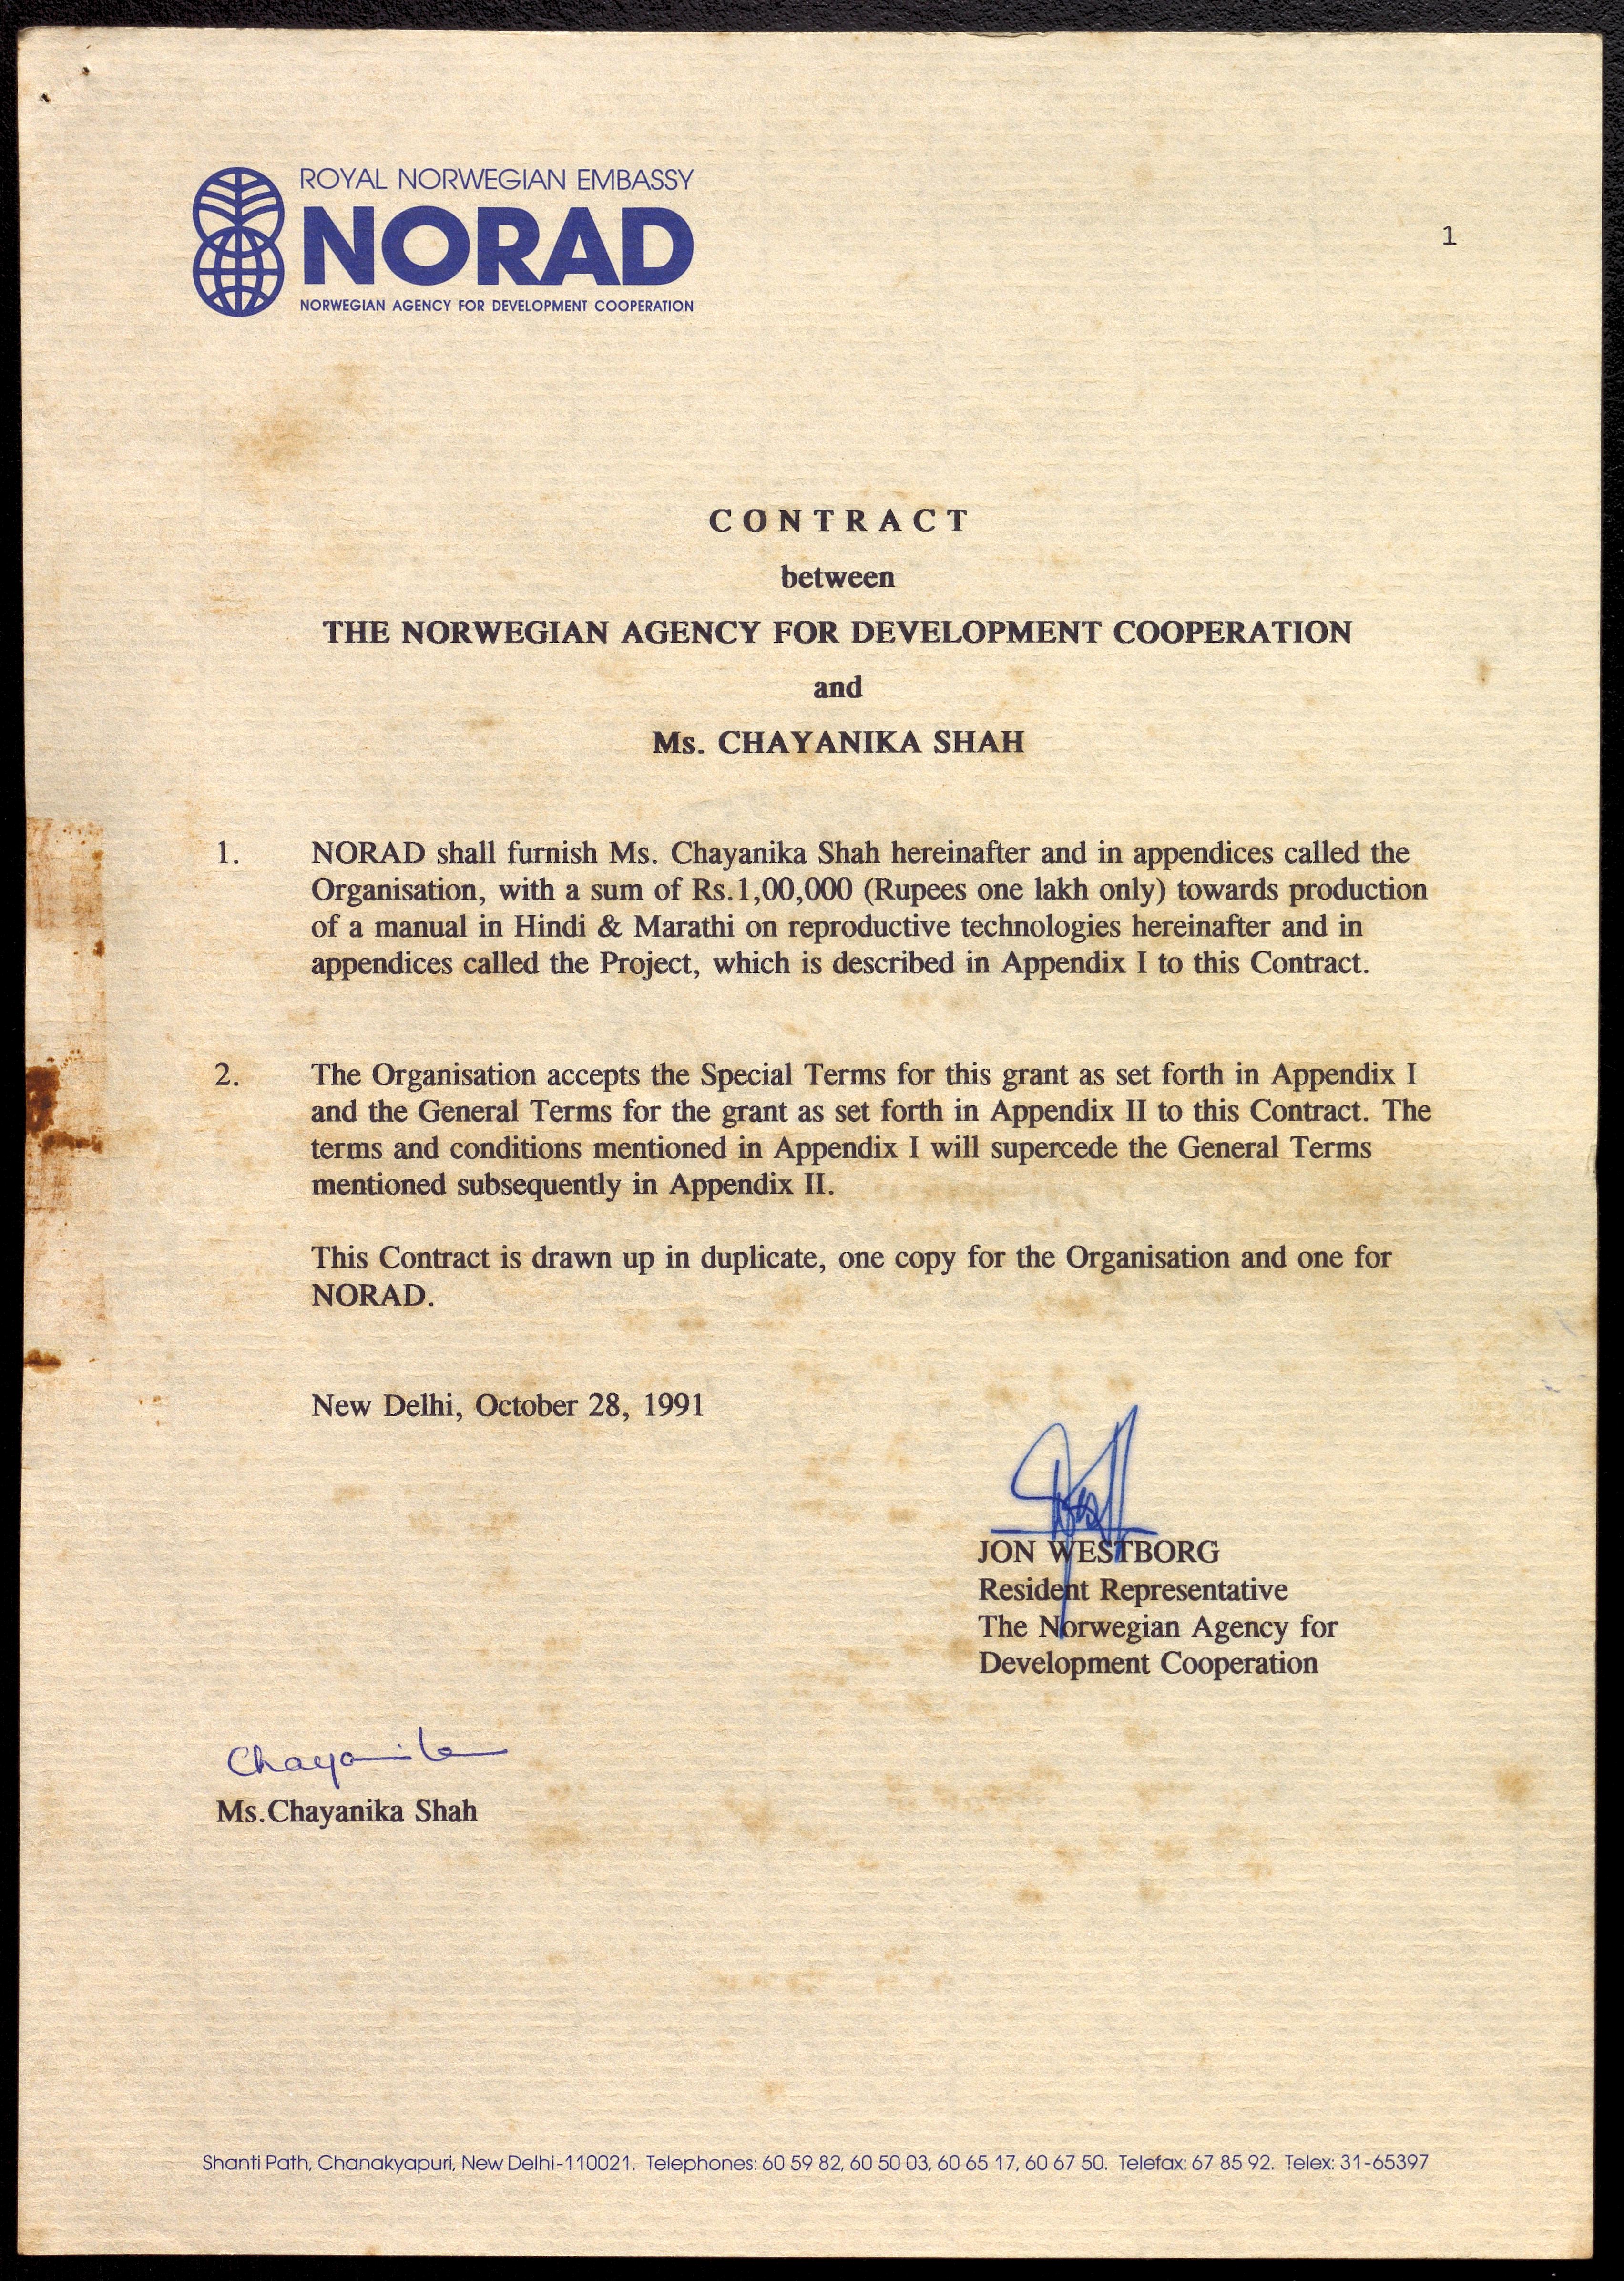 ROYAL NORWEGIAN EMBASSY
NORAD
NORWEGIAN AGENCY FOR DEVELOPMENT COOPERATION
1
CONTRACT
between
THE NORWEGIAN AGENCY FOR DEVELOPMENT COOPERATION
and
Ms. CHAYANIKA SHAH
1. NORAD shall furnish Ms. Chayanika Shah hereinafter and in appendices called the
Organisation, with a sum of Rs.1,00,000 (Rupees one lakh only) towards production
of a manual in Hindi & Marathi on reproductive technologies hereinafter and in
appendices called the Project, which is described in Appendix I to this Contract.
2. The Organisation accepts the Special Terms for this grant as set forth in Appendix I
and the General Terms for the grant as set forth in Appendix II to this Contract. The
terms and conditions mentioned in Appendix I will supercede the General Terms
mentioned subsequently in Appendix II.
This Contract is drawn up in duplicate, one copy for the Organisation and one for
NORAD.
New Delhi, October 28, 1991
JON WESTBORG
Resident Representative
The Norwegian Agency for
Development Cooperation
Chayanika
Ms.Chayanika Shah
Shanti Path, Chanakyapuri, New Delhi-110021. Telephones: 60 59 82, 60 50 03, 60 65 17, 60 67 50. Telefax: 67 85 92. Telex: 31-65397